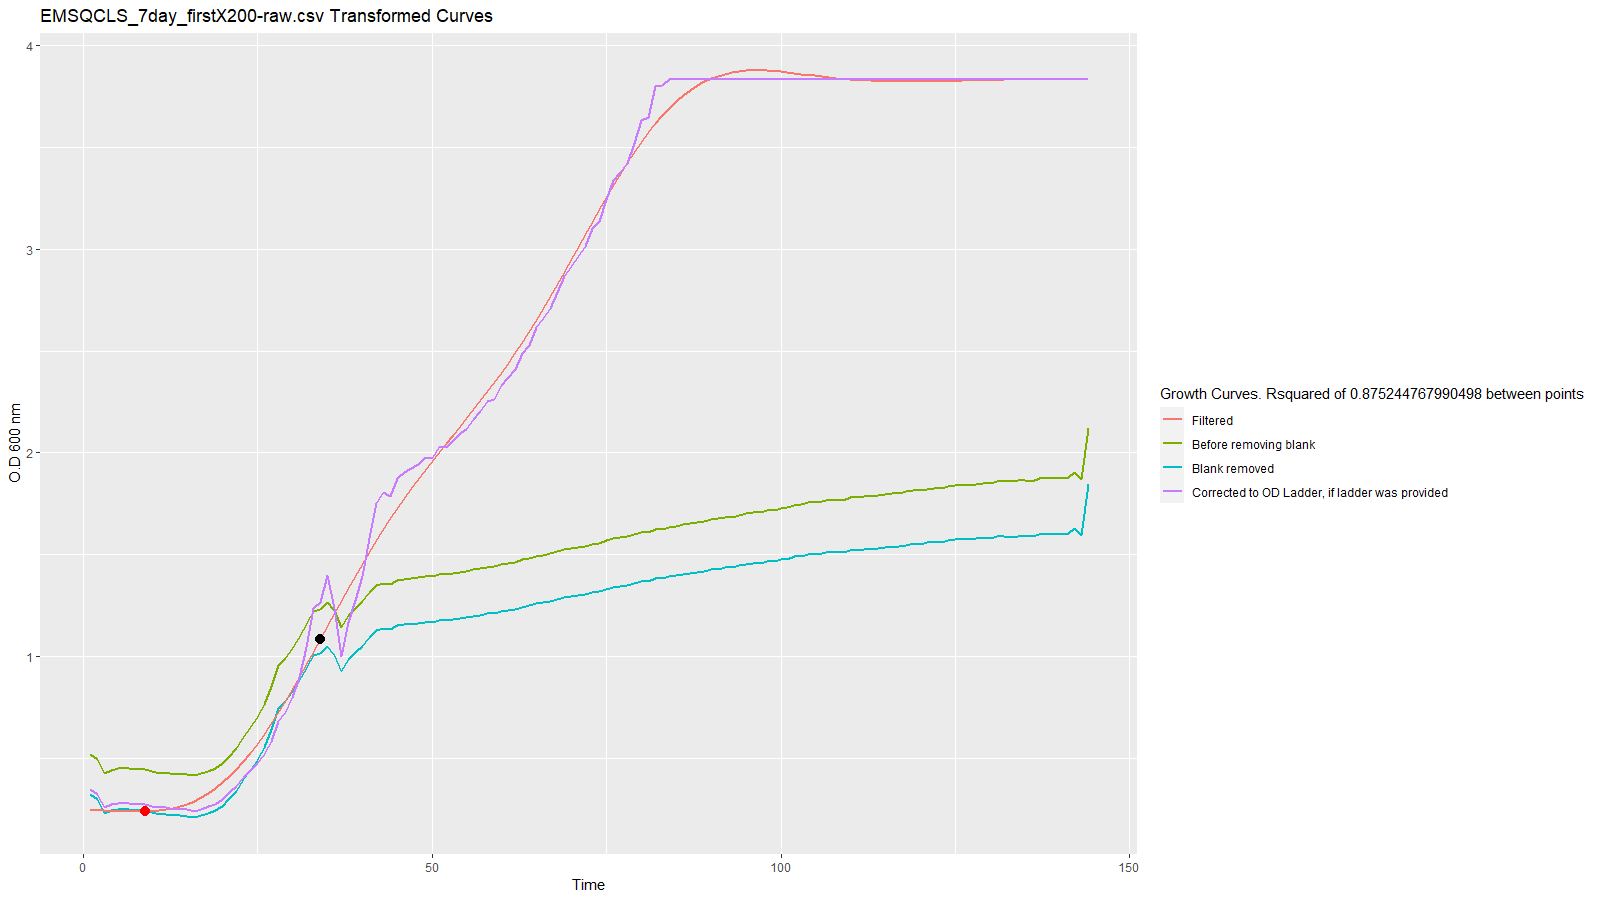 EMSQCLS_7day_firstX200-raw.csv Transformed Curves
4
3
2
1
O.D 600 nm
0
50
100
150
Time
Growth Curves. Rsquared of 0.875244767990498 between points
Filtered
Before removing blank
Blank removed
Corrected to OD Ladder, if ladder was provided